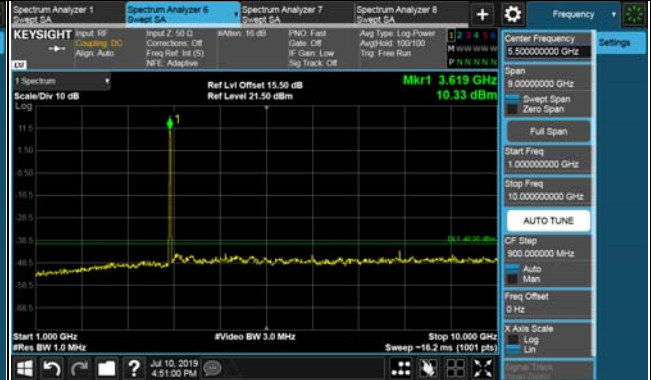 Spectrum Analyzer 1
Swept SA
Spectrum Analyzer 6
Swept SA
Spectrum Analyzer 7
Swept SA
Spectrum Analyzer 8
Swept SA
+
Frequency
KEYSIGHT
Input: RF
Coupling: DC
Align: Auto
Input Z: 50 Ω
Corrections: Off
Freq Ref: Int (S)
NFE: Adaptive
#Atten: 16 dB
PNO: Fast
Gate: Off
IF Gain: Low
Sig Track: Off
Avg Type: Log-Power
Avg|Hold: 100/100
Trig: Free Run
1 2 3 4 5 6
M W W W W W
P N N N N N
LXI
1 Spectrum
Scale/Div 10 dB
Log
Ref Lvl Offset 15.50 dB
Ref Level 21.50 dBm
Mkr1 3.619 GHz
10.33 dBm
1
11.5
1.50
-8.50
-18.5
-28.5
-38.5
-48.5
-58.5
-68.5
DL1 -40.00 dBm
Start 1.000 GHz
#Res BW 1.0 MHz
#Video BW 3.0 MHz
Stop 10.000 GHz
Sweep ~16.2 ms (1001 pts)
?
Jul 10, 2019
4:51:00 PM
Center Frequency
5.500000000 GHz
Settings
Span
9.00000000 GHz
Swept Span
Zero Span
Full Span
Start Freq
1.000000000 GHz
Stop Freq
10.000000000 GHz
AUTO TUNE
CF Step
900.000000 MHz
Auto
Man
Freq Offset
0 Hz
X Axis Scale
Log
Lin
Signal Track